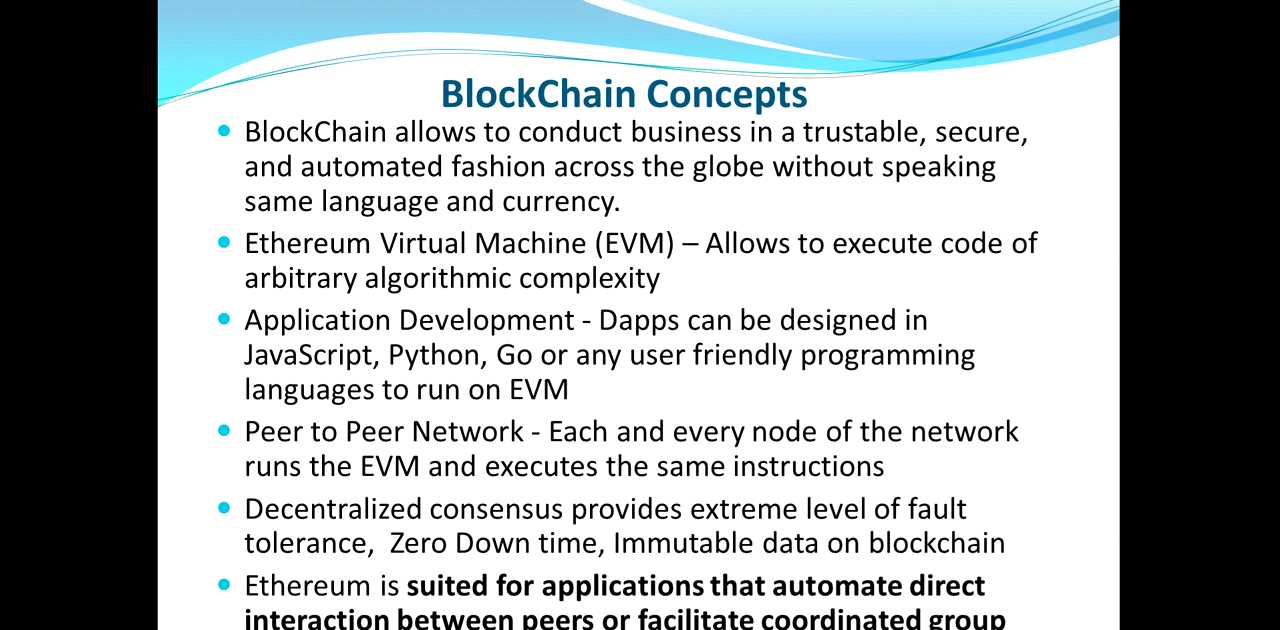 BlockChain Concepts
• BlockChain allows to conduct business in a trustable, secure,
and automated fashion across the globe without speaking
same language and currency.
• Ethereum Virtual Machine (EVM) – Allows to execute code of
arbitrary algorithmic complexity
• Application Development - Dapps can be designed in
JavaScript, Python, Go or any user friendly programming
languages to run on EVM
• Peer to Peer Network - Each and every node of the network
runs the EVM and executes the same instructions
• Decentralized consensus provides extreme level of fault
tolerance,  Zero Down time, Immutable data on blockchain
• Ethereum is suited for applications that automate direct
interaction between peers or facilitate coordinated group